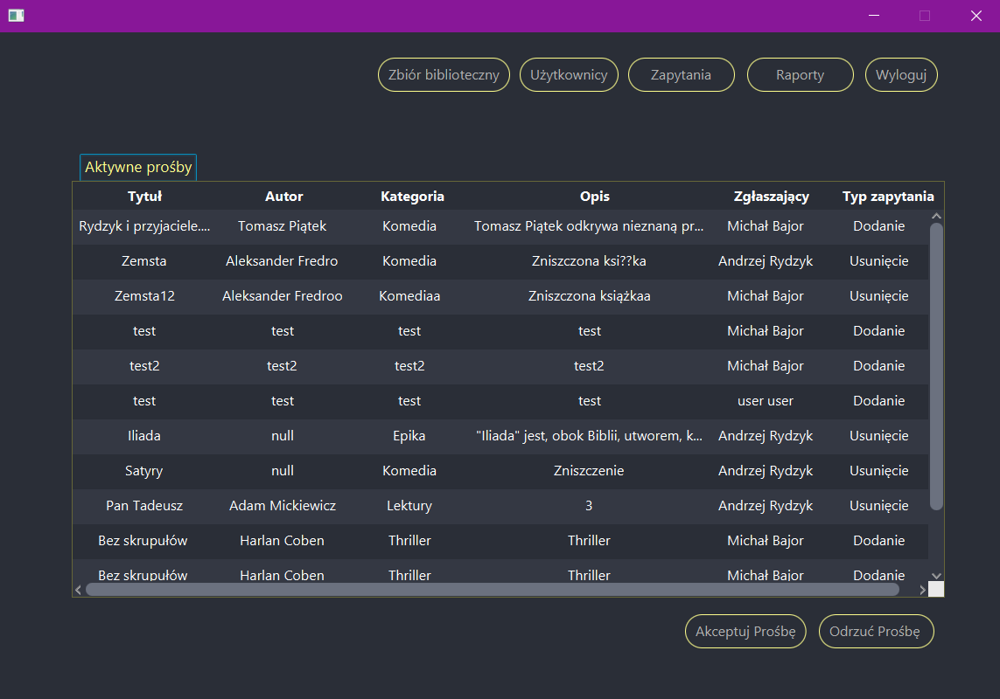 Zbiór biblioteczny Użytkownicy Zapytania Raporty Wyloguj
Aktywne prośby
Tytuł Autor Kategoria Opis Zgłaszający Typ zapytania
Rydzyk i przyjaciele.... Tomasz Piątek Komedia Tomasz Piątek odkrywa nieznaną pr... Michał Bajor Dodanie
Zemsta Aleksander Fredro Komedia Zniszczona ksi??ka Andrzej Rydzyk Usunięcie
Zemsta12 Aleksander Fredroo Komediaa Zniszczona książkaa Michał Bajor Usunięcie
test test test test Michał Bajor Dodanie
test2 test2 test2 test2 Michał Bajor Dodanie
test test test test user user Dodanie
Iliada null Epika "Iliada" jest, obok Biblii, utworem, k... Andrzej Rydzyk Usunięcie
Satyry null Komedia Zniszczenie Andrzej Rydzyk Usunięcie
Pan Tadeusz Adam Mickiewicz Lektury 3 Andrzej Rydzyk Usunięcie
Bez skrupułów Harlan Coben Thriller Thriller Michał Bajor Dodanie
Bez skrupułów Harlan Coben Thriller Thriller Michał Bajor Dodanie
Akceptuj Prośbę Odrzuć Prośbę